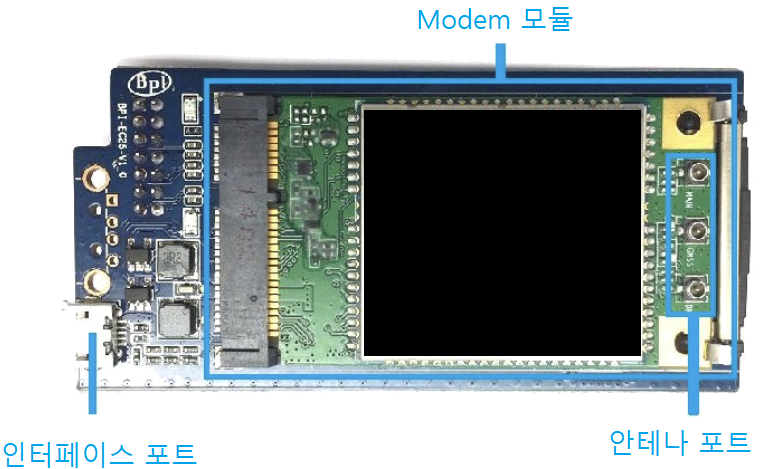 Modem 모듈
Bpi
BPI-EC25-V1.0
MAIN
GNSS
인터페이스 포트
안테나 포트